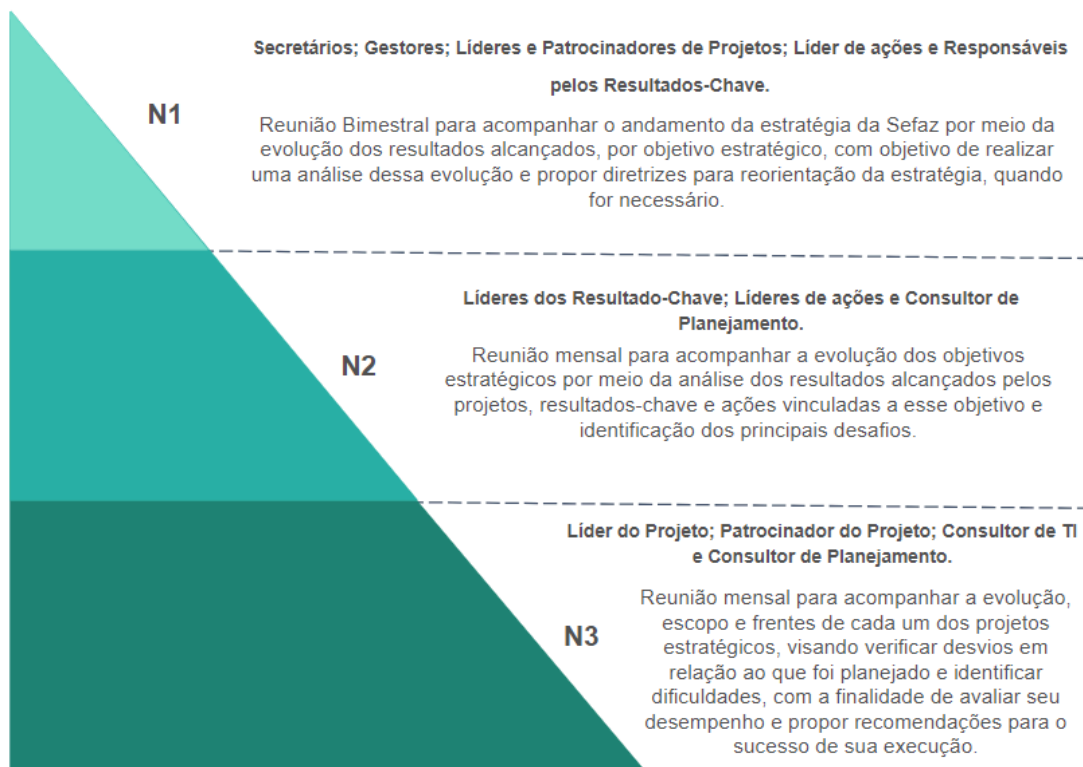 Secretários; Gestores; Líderes e Patrocinadores de Projetos; Líder de ações e Responsáveis
pelos Resultados-Chave.
N1
Reunião Bimestral para acompanhar o andamento da estratégia da Sefaz por meio da
evolução dos resultados alcançados, por objetivo estratégico, com objetivo de realizar
uma análise dessa evolução e propor diretrizes para reorientação da estratégia, quando
for necessário.
Líderes dos Resultado-Chave; Líderes de ações e Consultor de
Planejamento.
N2
Reunião mensal para acompanhar a evolução dos objetivos
estratégicos por meio da análise dos resultados alcançados pelos
projetos, resultados-chave e ações vinculadas a esse objetivo e
identificação dos principais desafios.
Líder do Projeto; Patrocinador do Projeto; Consultor de TI
e Consultor de Planejamento.
N3
Reunião mensal para acompanhar a evolução,
escopo e frentes de cada um dos projetos
estratégicos, visando verificar desvios em
relação ao que foi planejado e identificar
dificuldades, com a finalidade de avaliar seu
desempenho e propor recomendações para o
sucesso de sua execução.